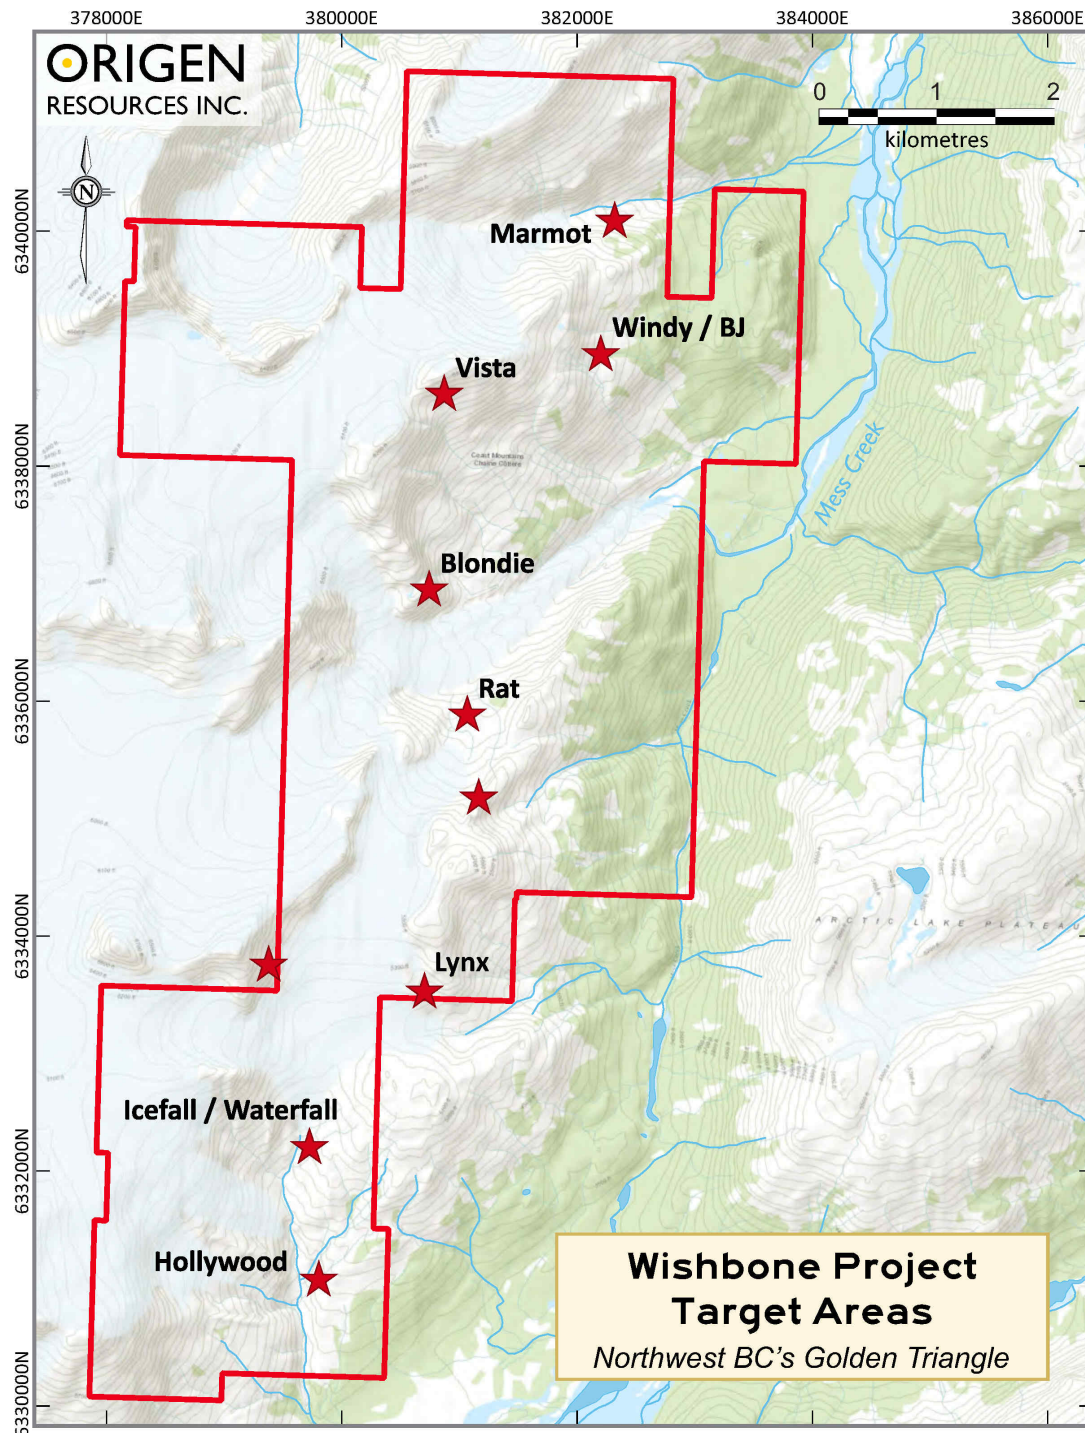 378000E 380000E 382000E 384000E 386000E
ORIGEN
RESOURCES INC.
0 1 2
kilometres
N
6340000N
Marmot
Windy / BJ
Vista
6338000N
Mess Creek
Blondie
Rat
6336000N
6334000N
ARCTIC LAKE PLATEAU
Lynx
Icefall / Waterfall
6332000N
Hollywood
Wishbone Project
Target Areas
Northwest BC's Golden Triangle
6330000N